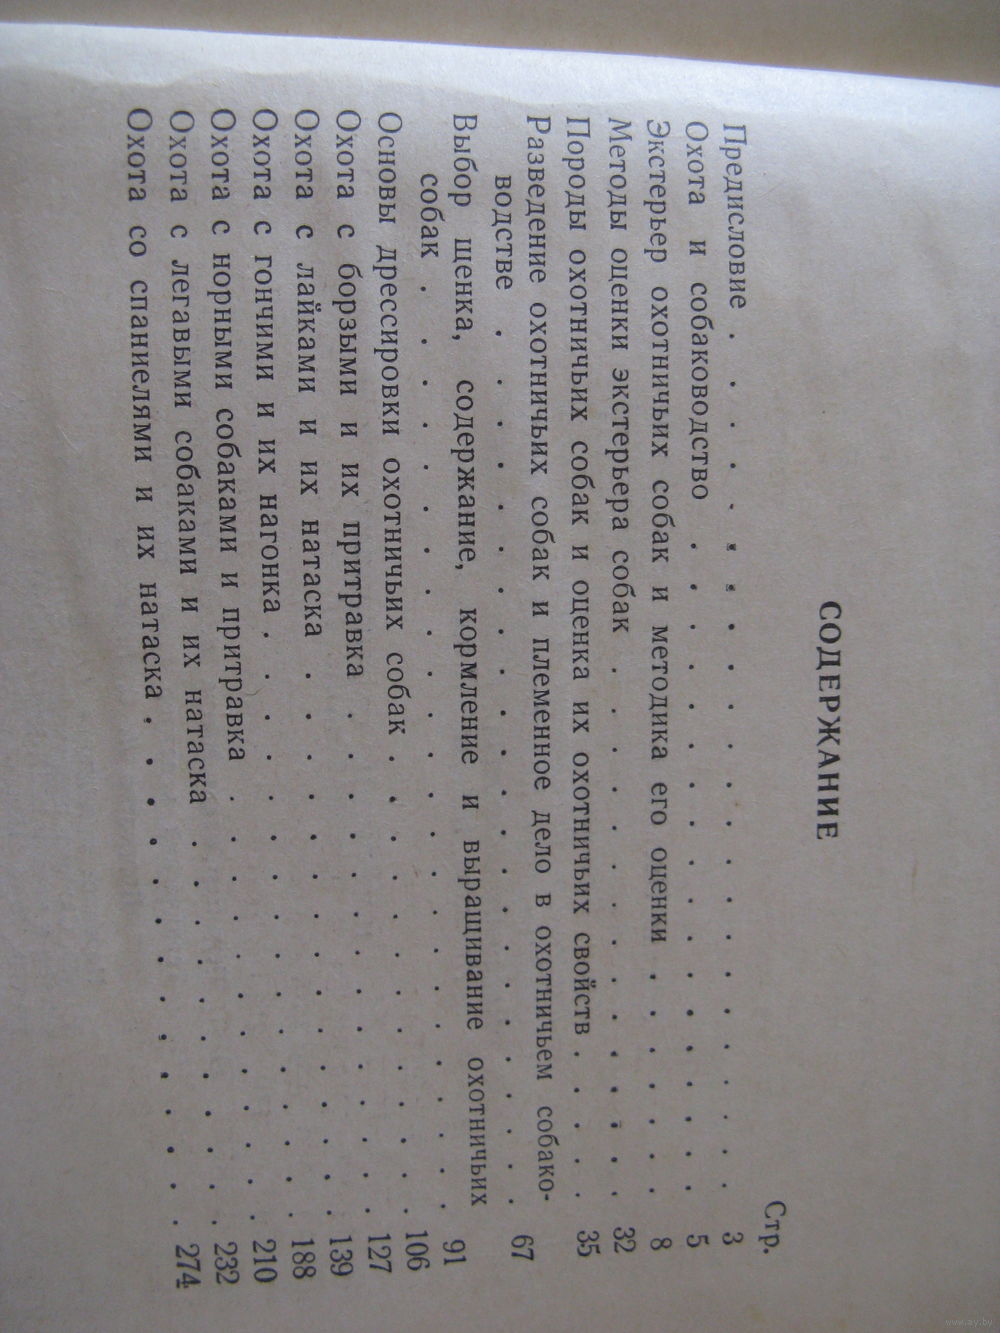 СОДЕРЖАНИЕ
Стр.
Предисловие . . . . . . . . . . . . . . . . . . . . . 3
Охота и собаководство . . . . . . . . . . . . . . . . . 5
Экстерьер охотничьих собак и методика его оценки . . . . . . 8
Методы оценки экстерьера собак . . . . . . . . . . . . . . 32
Породы охотничьих собак и оценка их охотничьих свойств . . . . . 35
Разведение охотничьих собак и племенное дело в охотничьем собако-
водстве . . . . . . . . . . . . . . . . . . . . . . 67
Выбор щенка, содержание, кормление и выращивание охотничьих
собак . . . . . . . . . . . . . . . . . . . . . . . 91
Основы дрессировки охотничьих собак . . . . . . . . . . . . 106
Охота с борзыми и их притравка . . . . . . . . . . . . . 127
Охота с лайками и их натаска . . . . . . . . . . . . . . 139
Охота с гончими и их нагонка . . . . . . . . . . . . . . 188
Охота с норными собаками и притравка . . . . . . . . . . . 210
Охота с легавыми собаками и их натаска . . . . . . . . . . 232
Охота со спаниелями и их натаска . . . . . . . . . . . . . 274
www.ay.by